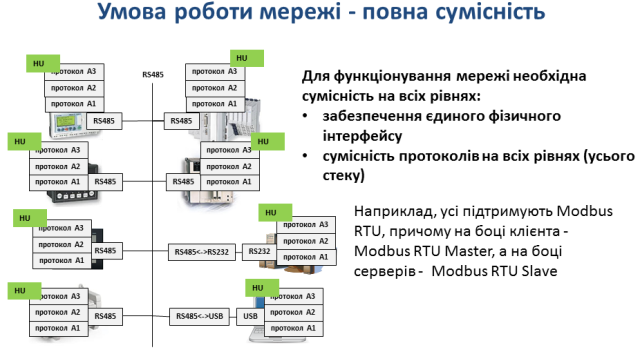 Умова роботи мережі - повна сумісність
HU
протокол А3
протокол А2
протокол А1
RS485
RS485
HU
протокол А3
протокол А2
протокол А1
RS485
HU
протокол А3
протокол А2
протокол А1
RS485
HU
протокол А3
протокол А2
протокол А1
RS485
HU
протокол А3
протокол А2
протокол А1
RS485
RS485<->RS232
HU
протокол А3
протокол А2
протокол А1
RS232
HU
протокол А3
протокол А2
протокол А1
RS485
RS485<->USB
HU
протокол А3
протокол А2
протокол А1
USB
Для функціонування мережі необхідна
сумісність на всіх рівнях:
• забезпечення єдиного фізичного
інтерфейсу
• сумісність протоколів на всіх рівнях (усього
стеку)
Наприклад, усі підтримують Modbus
RTU, причому на боці клієнта -
Modbus RTU Master, а на боці
серверів - Modbus RTU Slave